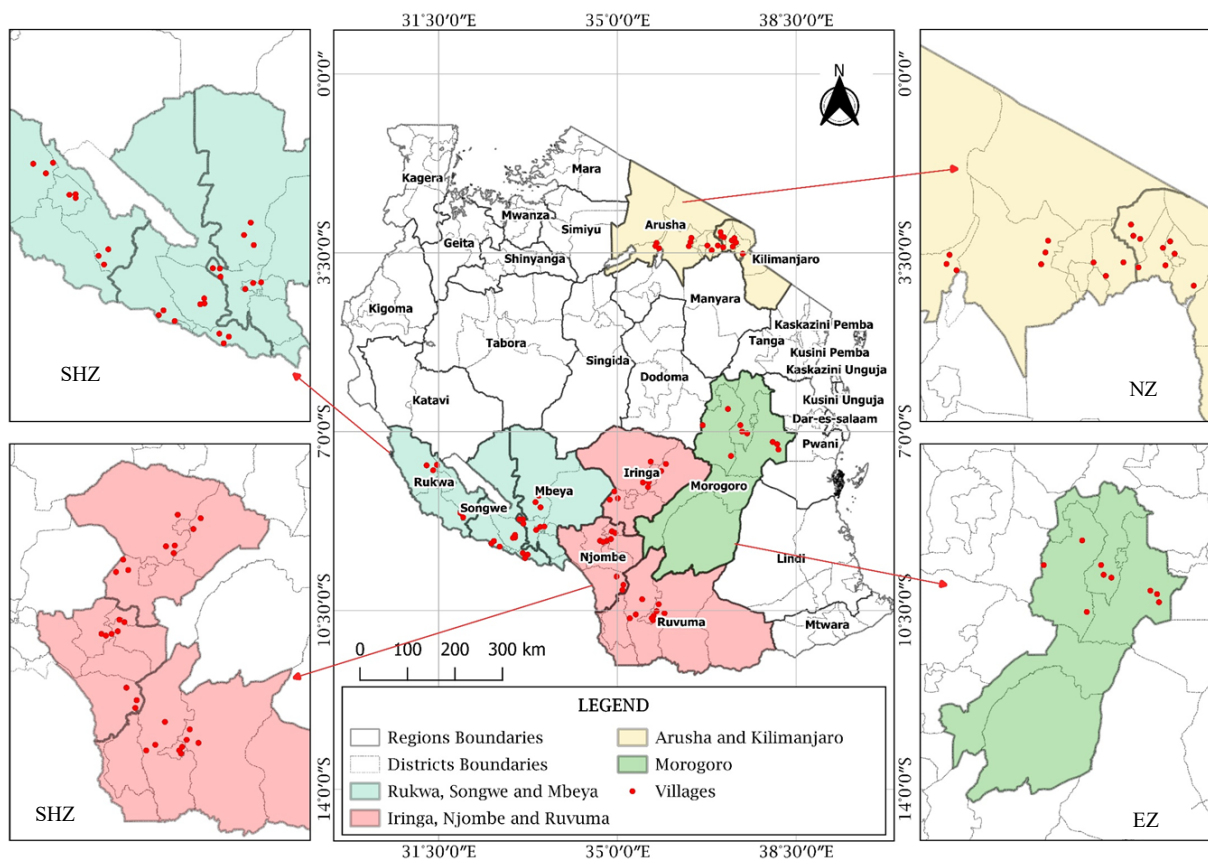 31°30'0"E 35°0'0"E 38°30'0"E
N
0°0'0" 0°0'0"
3°30'0"S 3°30'0"S
7°0'0"S 7°0'0"S
10°30'0"S 10°30'0"S
14°0'0"S 14°0'0"S
SHZ
NZ
SHZ
EZ
Mara
Kagera
Mwanza
Simiyu
Arusha
Geita
Shinyanga
Kilimanjaro
Kigoma
Manyara
Kaskazini Pemba
Tabora
Tanga
Singida
Kusini Pemba
Kaskazini Unguja
Dodoma
Katavi
Kusini Unguja
Dar-es-salaam
Pwani
Rukwa
Iringa
Mbeya
Morogoro
Songwe
Njombe
Lindi
Ruvuma
Mtwara
0 100 200 300 km
LEGEND
Regions Boundaries
Districts Boundaries
Rukwa, Songwe and Mbeya
Iringa, Njombe and Ruvuma
Arusha and Kilimanjaro
Morogoro
Villages
31°30'0"E 35°0'0"E 38°30'0"E